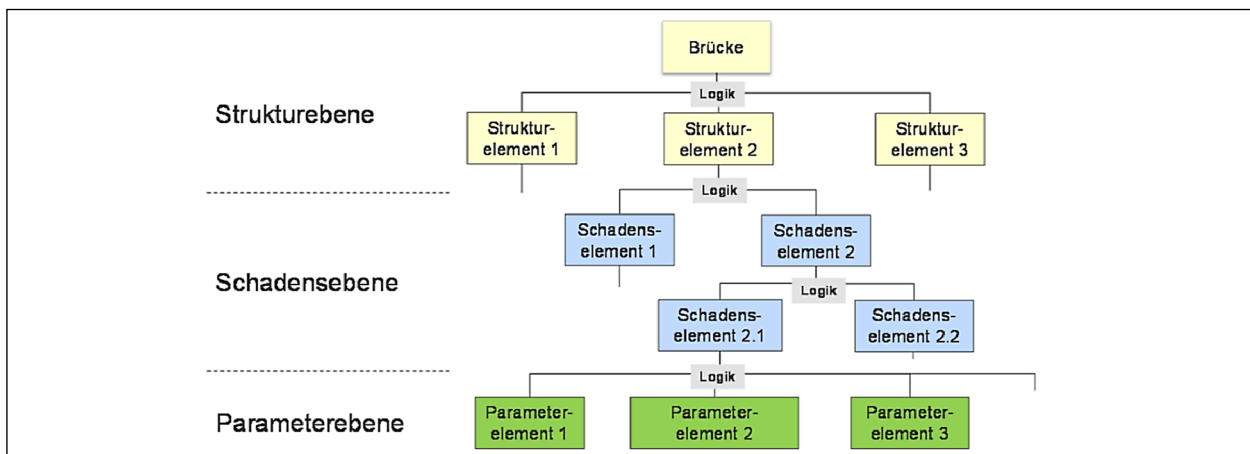 Brücke
Logik
Strukturebene
Struktur-
element 1
Struktur-
element 2
Struktur-
element 3
Logik
Schadens-
element 1
Schadens-
element 2
Schadensebene
Logik
Schadens-
element 2.1
Schadens-
element 2.2
Logik
Parameterebene
Parameter-
element 1
Parameter-
element 2
Parameter-
element 3